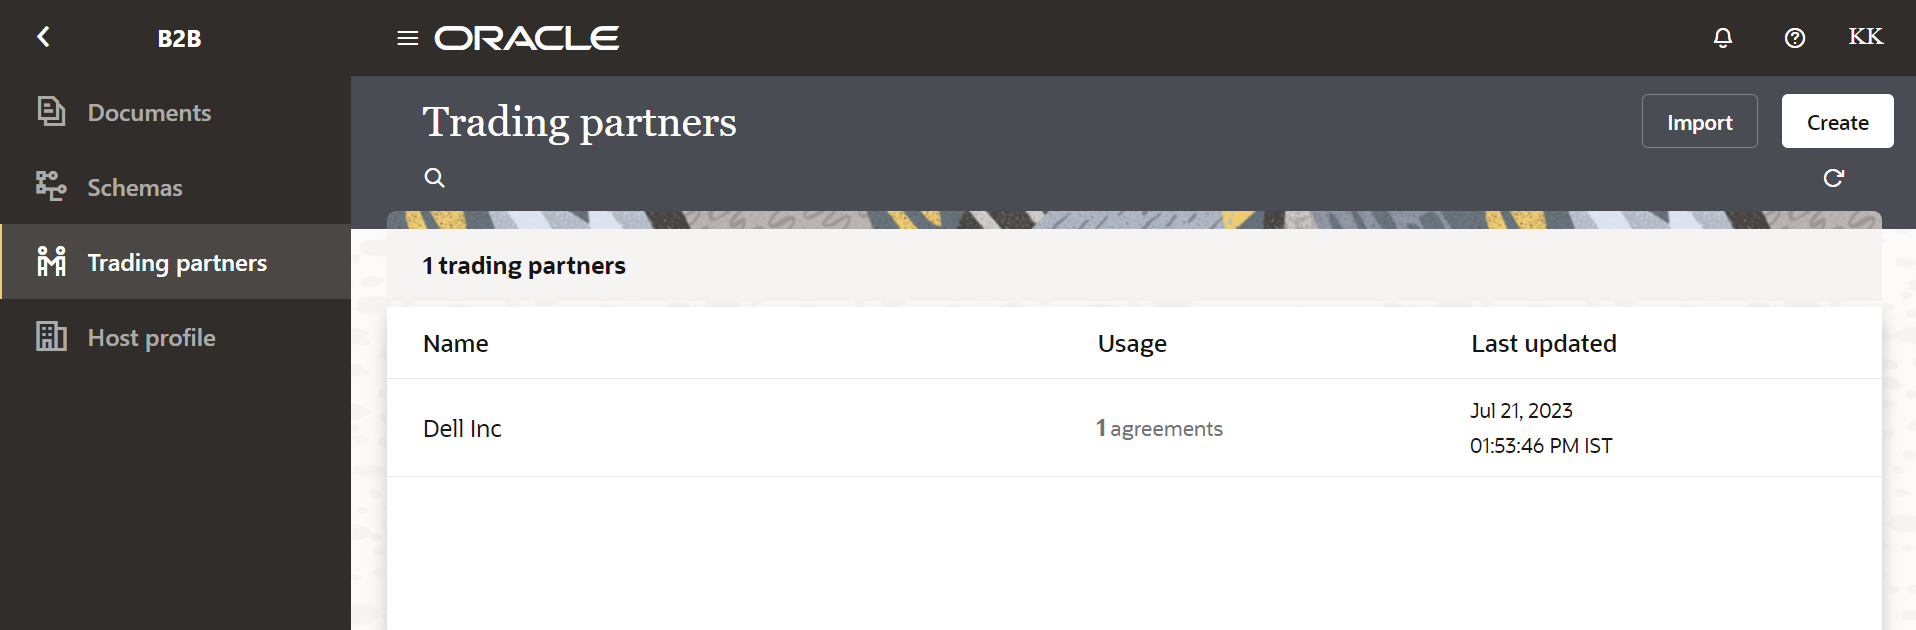 B2B
ORACLE
KK
Documents
Schemas
Trading partners
Host profile
Trading partners
Import
Create
1 trading partners
Name
Usage
Last updated
Dell Inc
1 agreements
Jul 21, 2023
01:53:46 PM IST